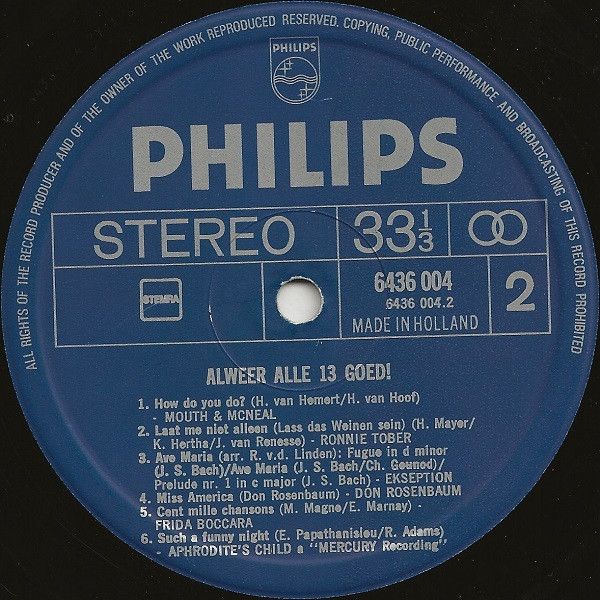 ALL RIGHTS OF THE RECORD PRODUCER AND OF THE OWNER OF THE WORK REPRODUCED RESERVED. COPYING, PUBLIC PERFORMANCE AND BROADCASTING OF THIS RECORD PROHIBITED
PHILIPS
PHILIPS
STEREO 33 1/3
STEMRA
6436 004
6436 004.2
2
MADE IN HOLLAND
ALWEER ALLE 13 GOED!
1. How do you do? (H. van Hemert/H. van Hoof)
- MOUTH & MCNEAL
2. Laat me niet alleen (Lass das Weinen sein) (H. Mayer/
K. Hertha/J. van Renesse) - RONNIE TOBER
3. Ave Maria (arr. R. v.d. Linden): Fugue in d minor
(J. S. Bach)/Ave Maria (J. S. Bach/Ch. Gounod)/
Prelude nr. 1 in c major (J. S. Bach) - EKSEPTION
4. Miss America (Don Rosenbaum) - DON ROSENBAUM
5. Cent mille chansons (M. Magne/E. Marnay) -
FRIDA BOCCARA
6. Such a funny night (E. Papathanisiou/R. Adams)
- APHRODITE'S CHILD a "MERCURY Recording"